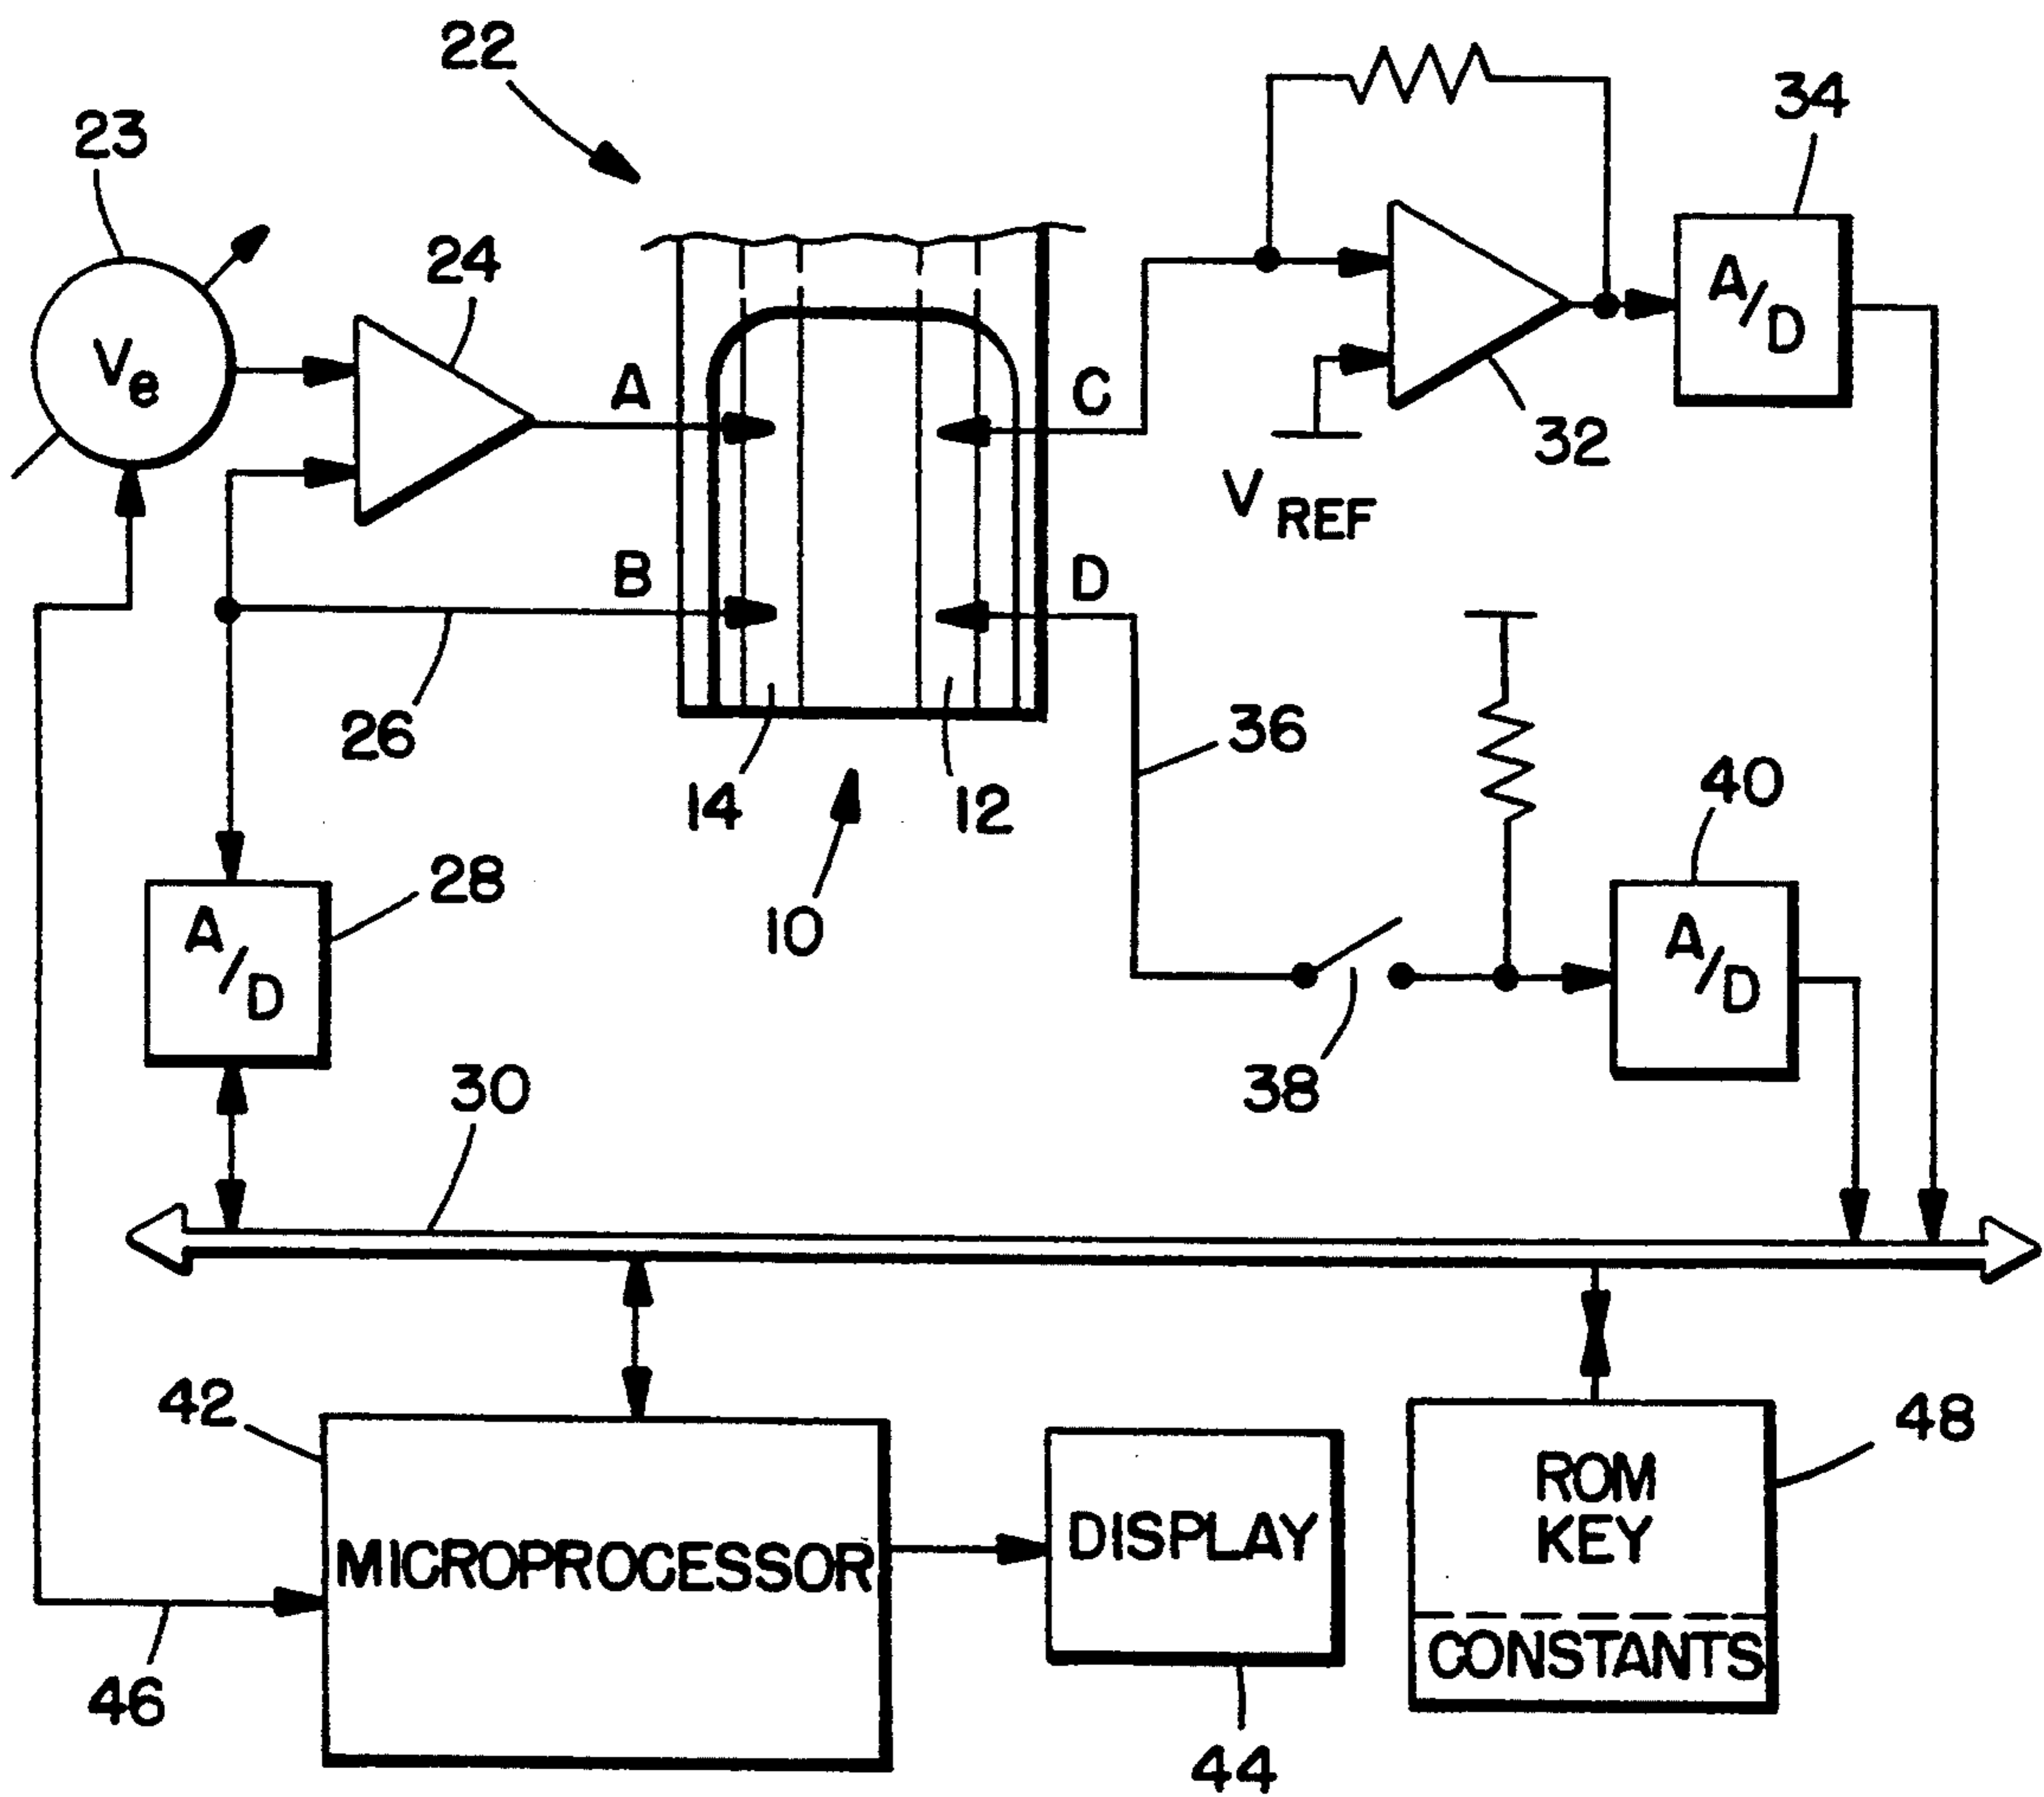 22
23
34
24
A/D
Ve
A
C
32
VREF
B
D
26
36
14
12
40
28
10
A/D
A/D
38
30
42
48
ROM
KEY
MICROPROCESSOR
DISPLAY
CONSTANTS
46
44